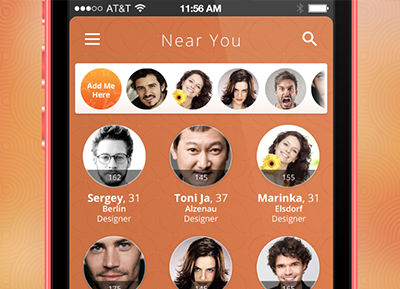 AT&T 11:56 AM
Near You
Add Me
Here
162 145 155
Sergey, 31 Toni Ja, 37 Marinka, 31
Berlin Alzenau Elsdorf
Designer Designer Designer
175 145 168